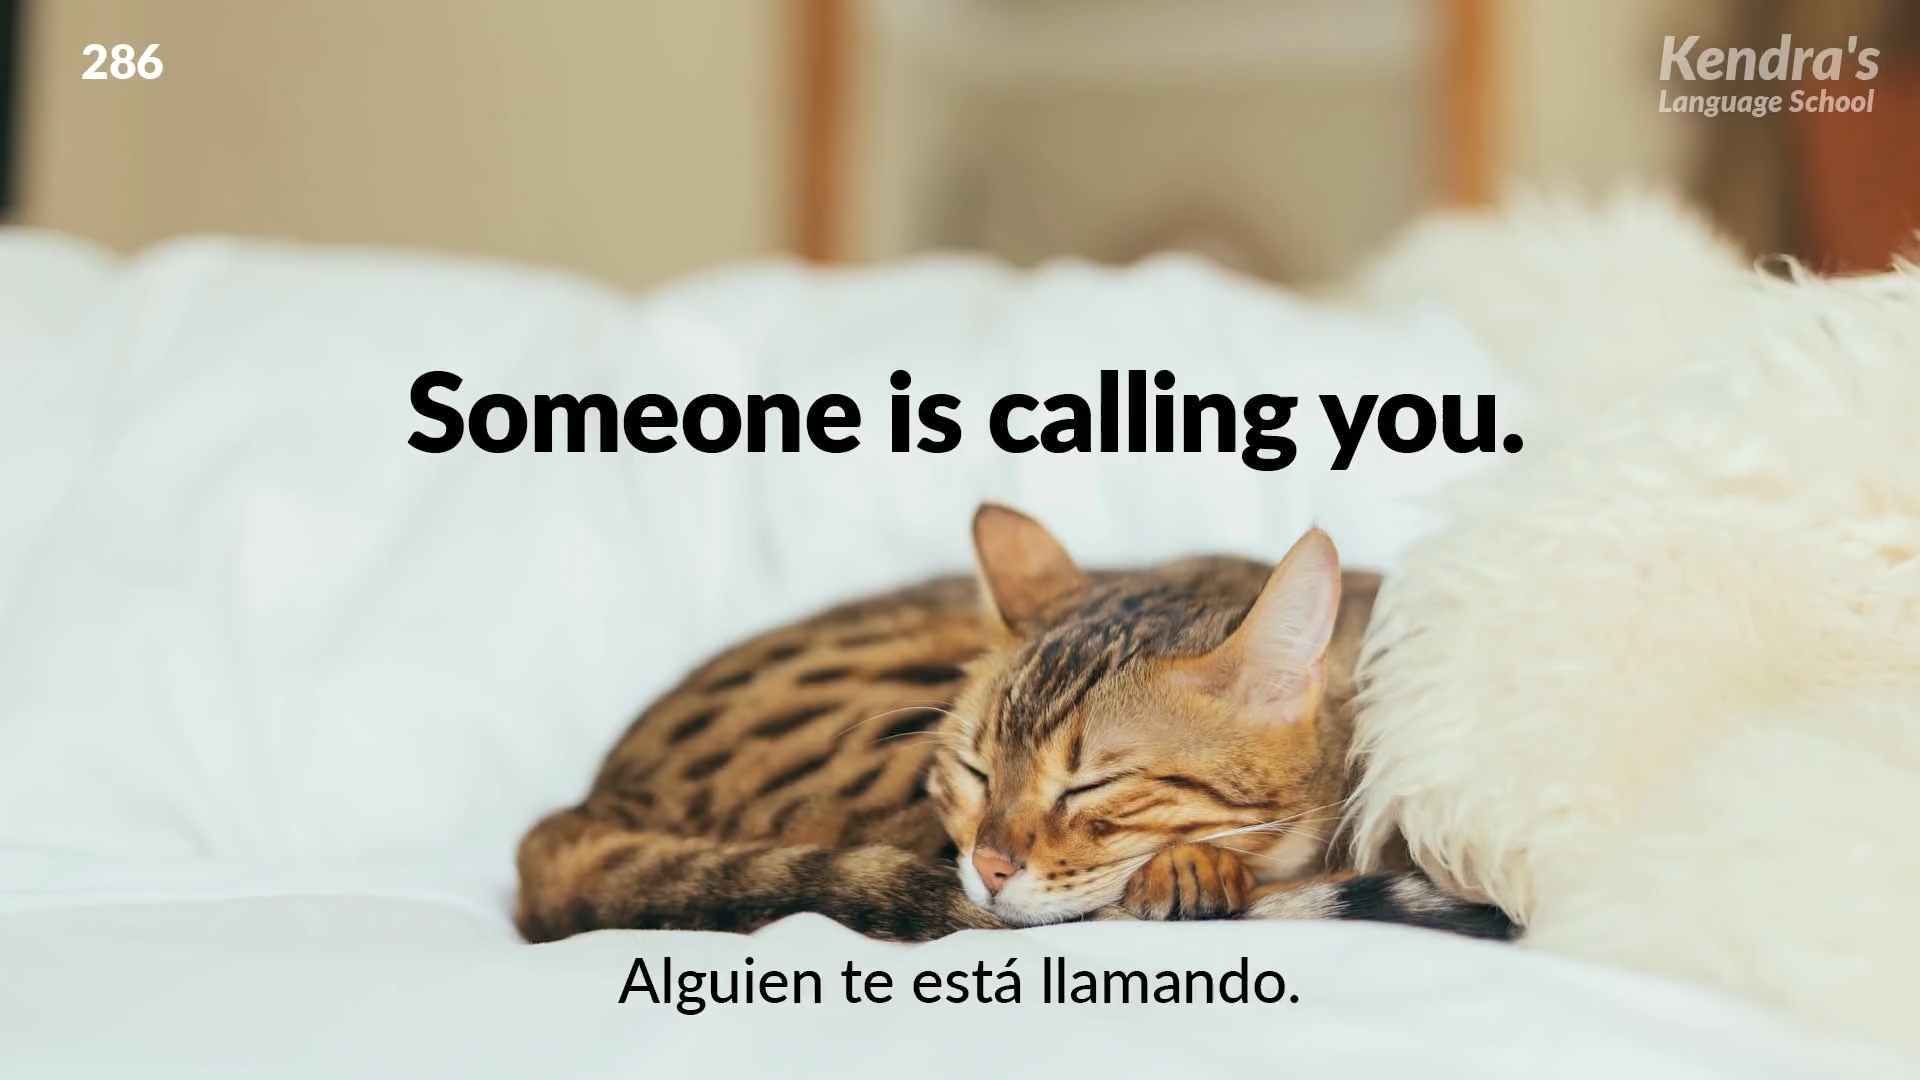 286
Kendra's
Language School
Someone is calling you.
Alguien te está llamando.